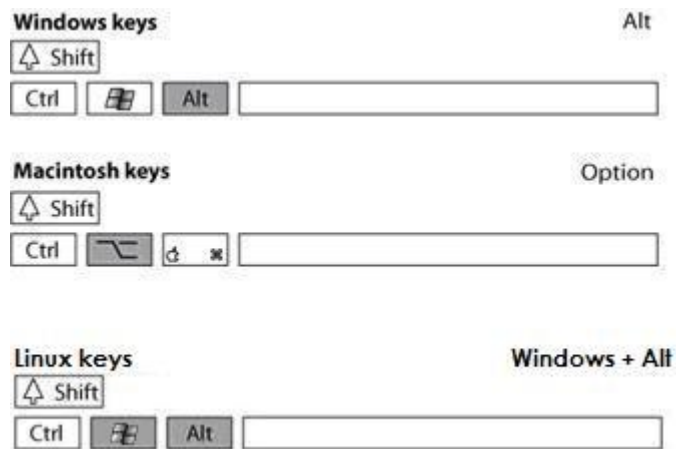 Windows keys Alt
Shift
Ctrl Alt
Macintosh keys Option
Shift
Ctrl ⌥ ⌘
Linux keys Windows + Alt
Shift
Ctrl Alt